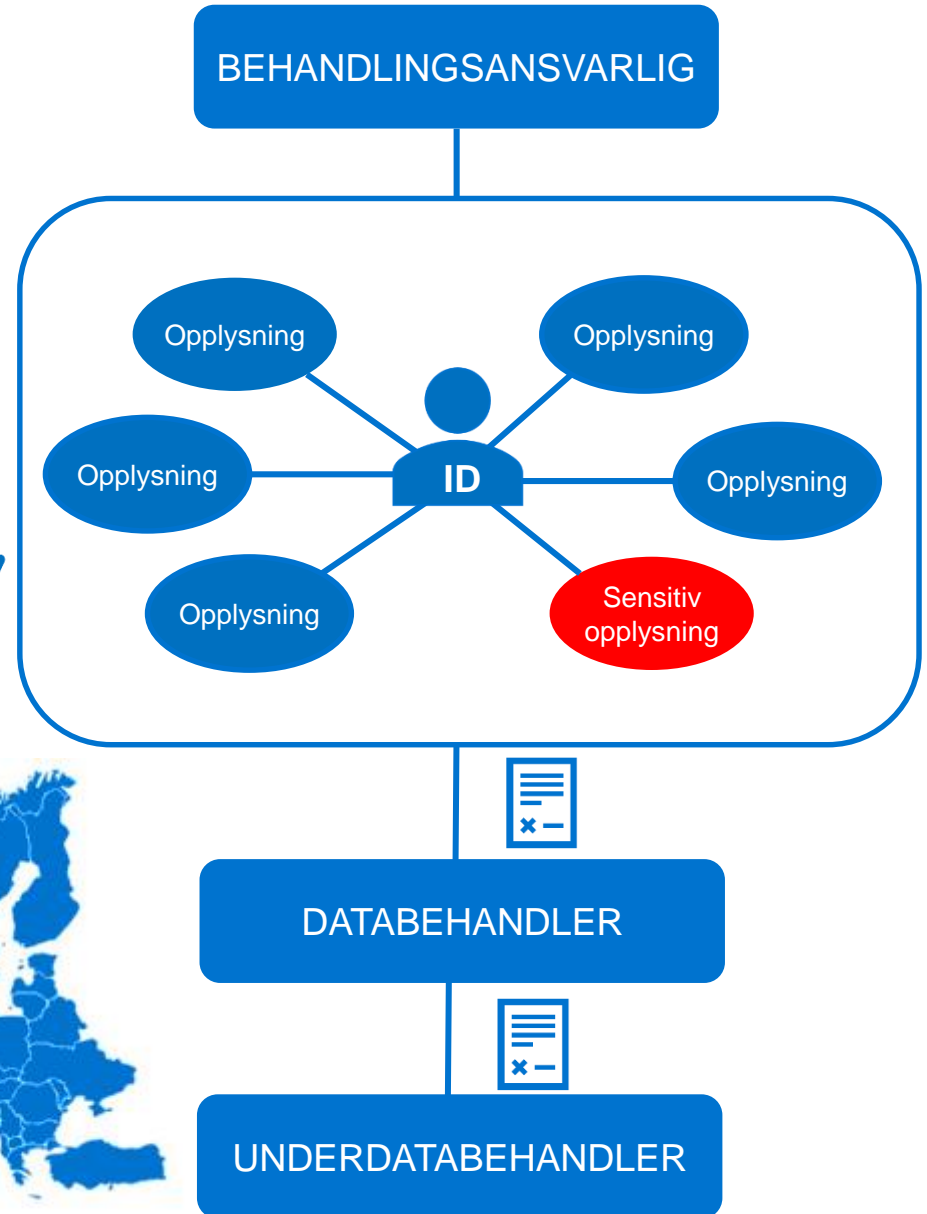 BEHANDLINGSANSVARLIG
Opplysning
Opplysning
Opplysning
ID
Opplysning
Opplysning
Sensitiv
opplysning
DATABEHANDLER
UNDERDATABEHANDLER